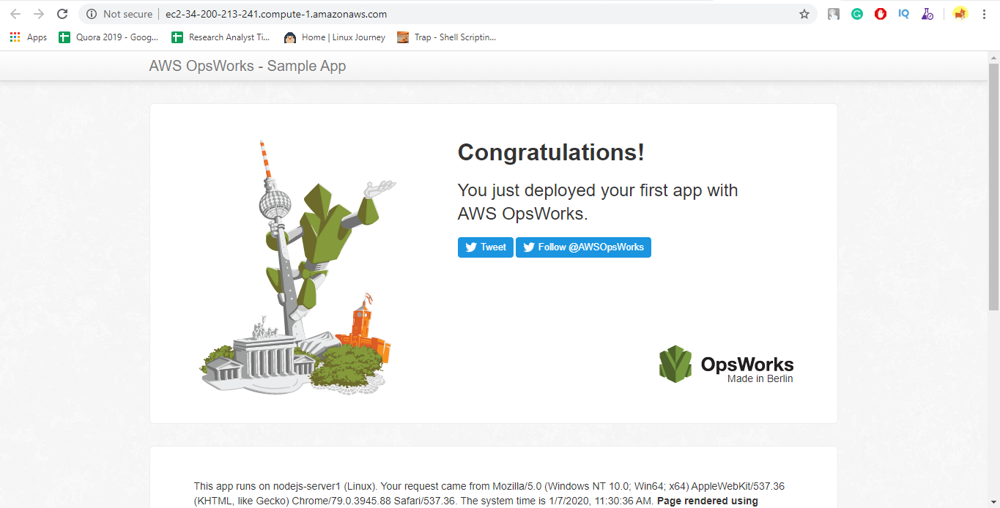 Not secure
ec2-34-200-213-241.compute-1.amazonaws.com
IQ
Apps
Quora 2019 - Goog...
Research Analyst Ti...
Home | Linux Journey
Trap - Shell Scriptin...
AWS OpsWorks - Sample App
Congratulations!
You just deployed your first app with
AWS OpsWorks.
Tweet
Follow @AWSOpsWorks
OpsWorks
Made in Berlin
This app runs on nodejs-server1 (Linux). Your request came from Mozilla/5.0 (Windows NT 10.0; Win64; x64) AppleWebKit/537.36
(KHTML, like Gecko) Chrome/79.0.3945.88 Safari/537.36. The system time is 1/7/2020, 11:30:36 AM. Page rendered using